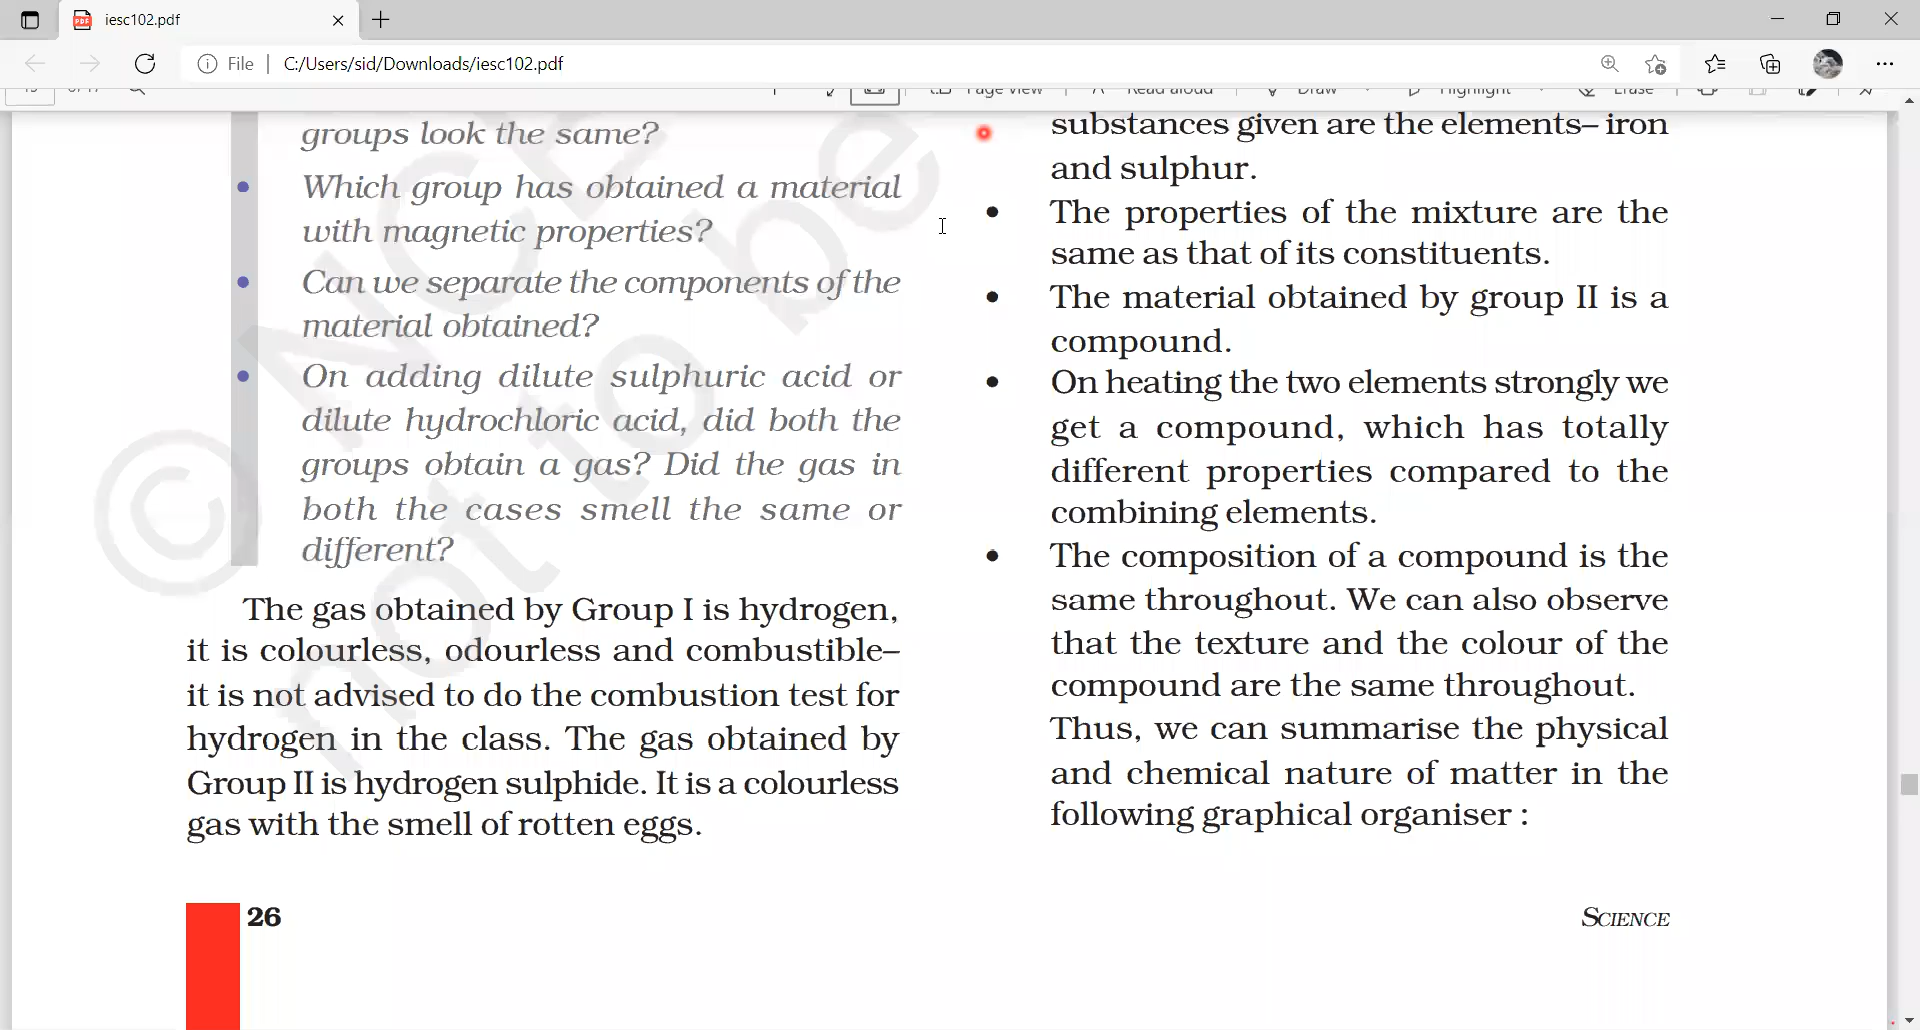 iesc102.pdf
File
C:/Users/sid/Downloads/iesc102.pdf
Page view
Read aloud
Draw
Highlight
Erase
groups look the same?
• Which group has obtained a material
with magnetic properties?
• Can we separate the components of the
material obtained?
• On adding dilute sulphuric acid or
dilute hydrochloric acid, did both the
groups obtain a gas? Did the gas in
both the cases smell the same or
different?
The gas obtained by Group I is hydrogen,
it is colourless, odourless and combustible–
it is not advised to do the combustion test for
hydrogen in the class. The gas obtained by
Group II is hydrogen sulphide. It is a colourless
gas with the smell of rotten eggs.
substances given are the elements– iron
and sulphur.
• The properties of the mixture are the
same as that of its constituents.
• The material obtained by group II is a
compound.
• On heating the two elements strongly we
get a compound, which has totally
different properties compared to the
combining elements.
• The composition of a compound is the
same throughout. We can also observe
that the texture and the colour of the
compound are the same throughout.
Thus, we can summarise the physical
and chemical nature of matter in the
following graphical organiser :
26
SCIENCE
not to be